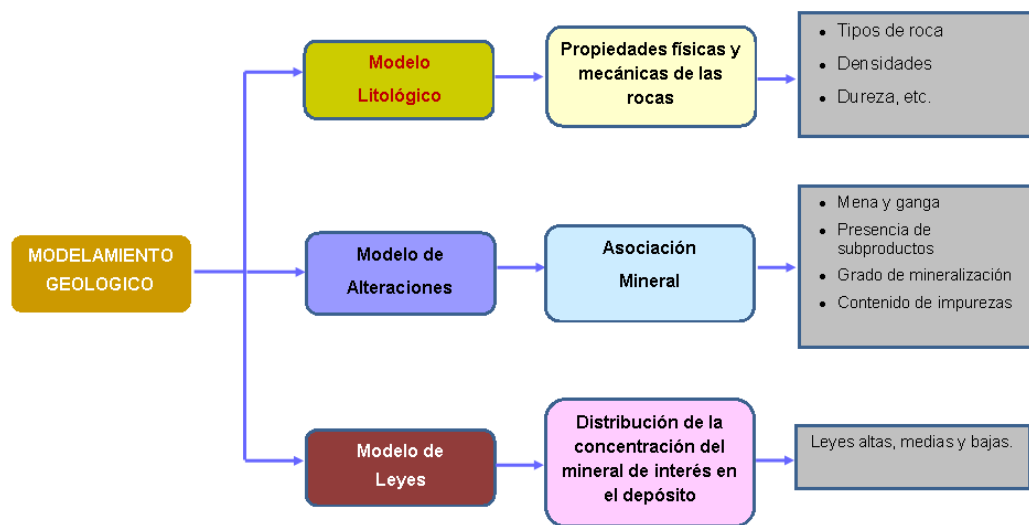 Modelo
Litológico
Propiedades físicas y
mecánicas de las
rocas
Tipos de roca
Densidades
Dureza, etc.
MODELAMIENTO
GEOLOGICO
Modelo de
Alteraciones
Asociación
Mineral
Mena y ganga
Presencia de
subproductos
Grado de mineralización
Contenido de impurezas
Modelo de
Leyes
Distribución de la
concentración del
mineral de interés en
el depósito
Leyes altas, medias y bajas.